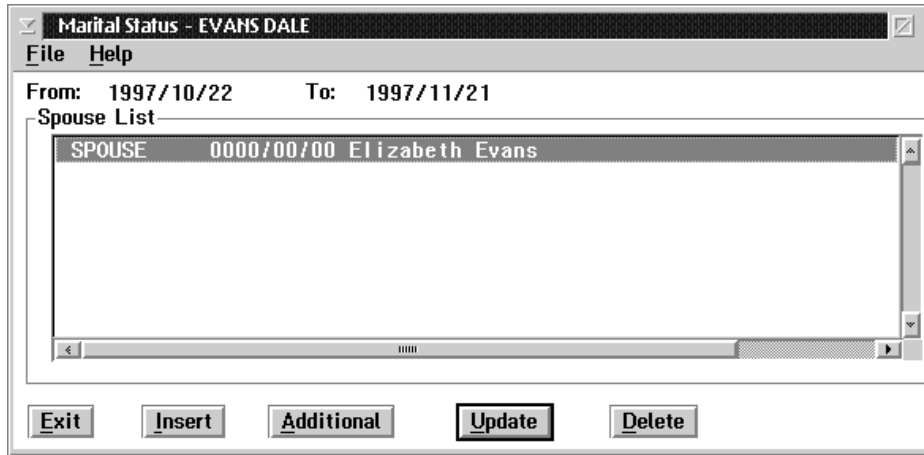 Marital Status - EVANS DALE
File Help
From: 1997/10/22 To: 1997/11/21
Spouse List
SPOUSE 0000/00/00 Elizabeth Evans
Exit Insert Additional Update Delete